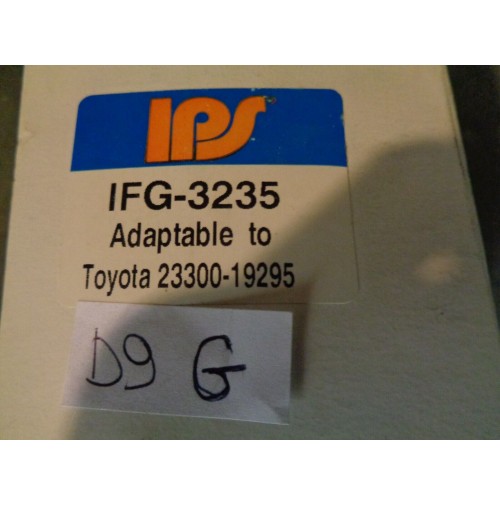 IPS
IFG-3235
Adaptable to
Toyota 23300-19295
D9 G